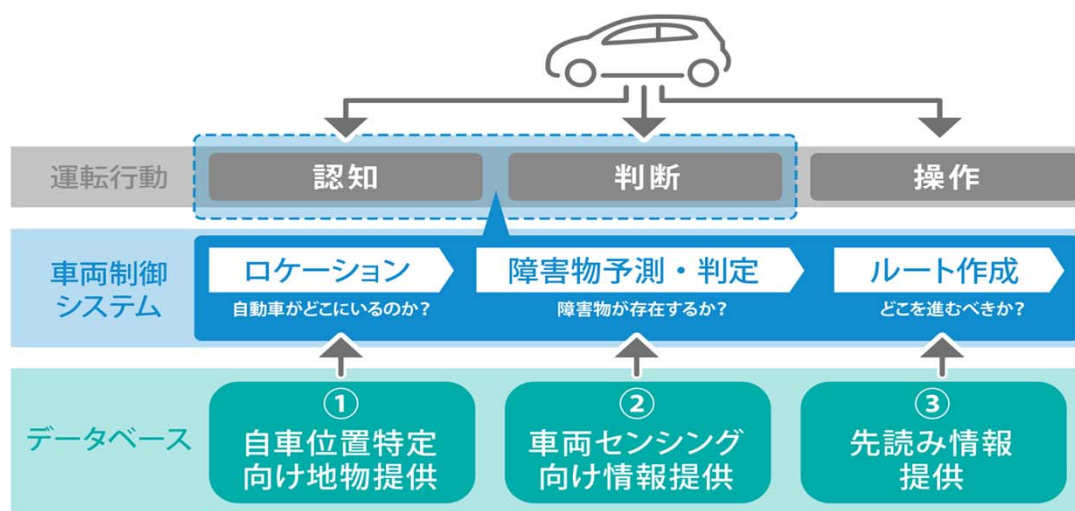 運転行動
認知
判断
操作
車両制御
システム
ロケーション
自動車がどこにいるのか?
障害物予測・判定
障害物が存在するか?
ルート作成
どこを進むべきか?
データベース
①
自車位置特定
向け地物提供
②
車両センシング
向け情報提供
③
先読み情報
提供